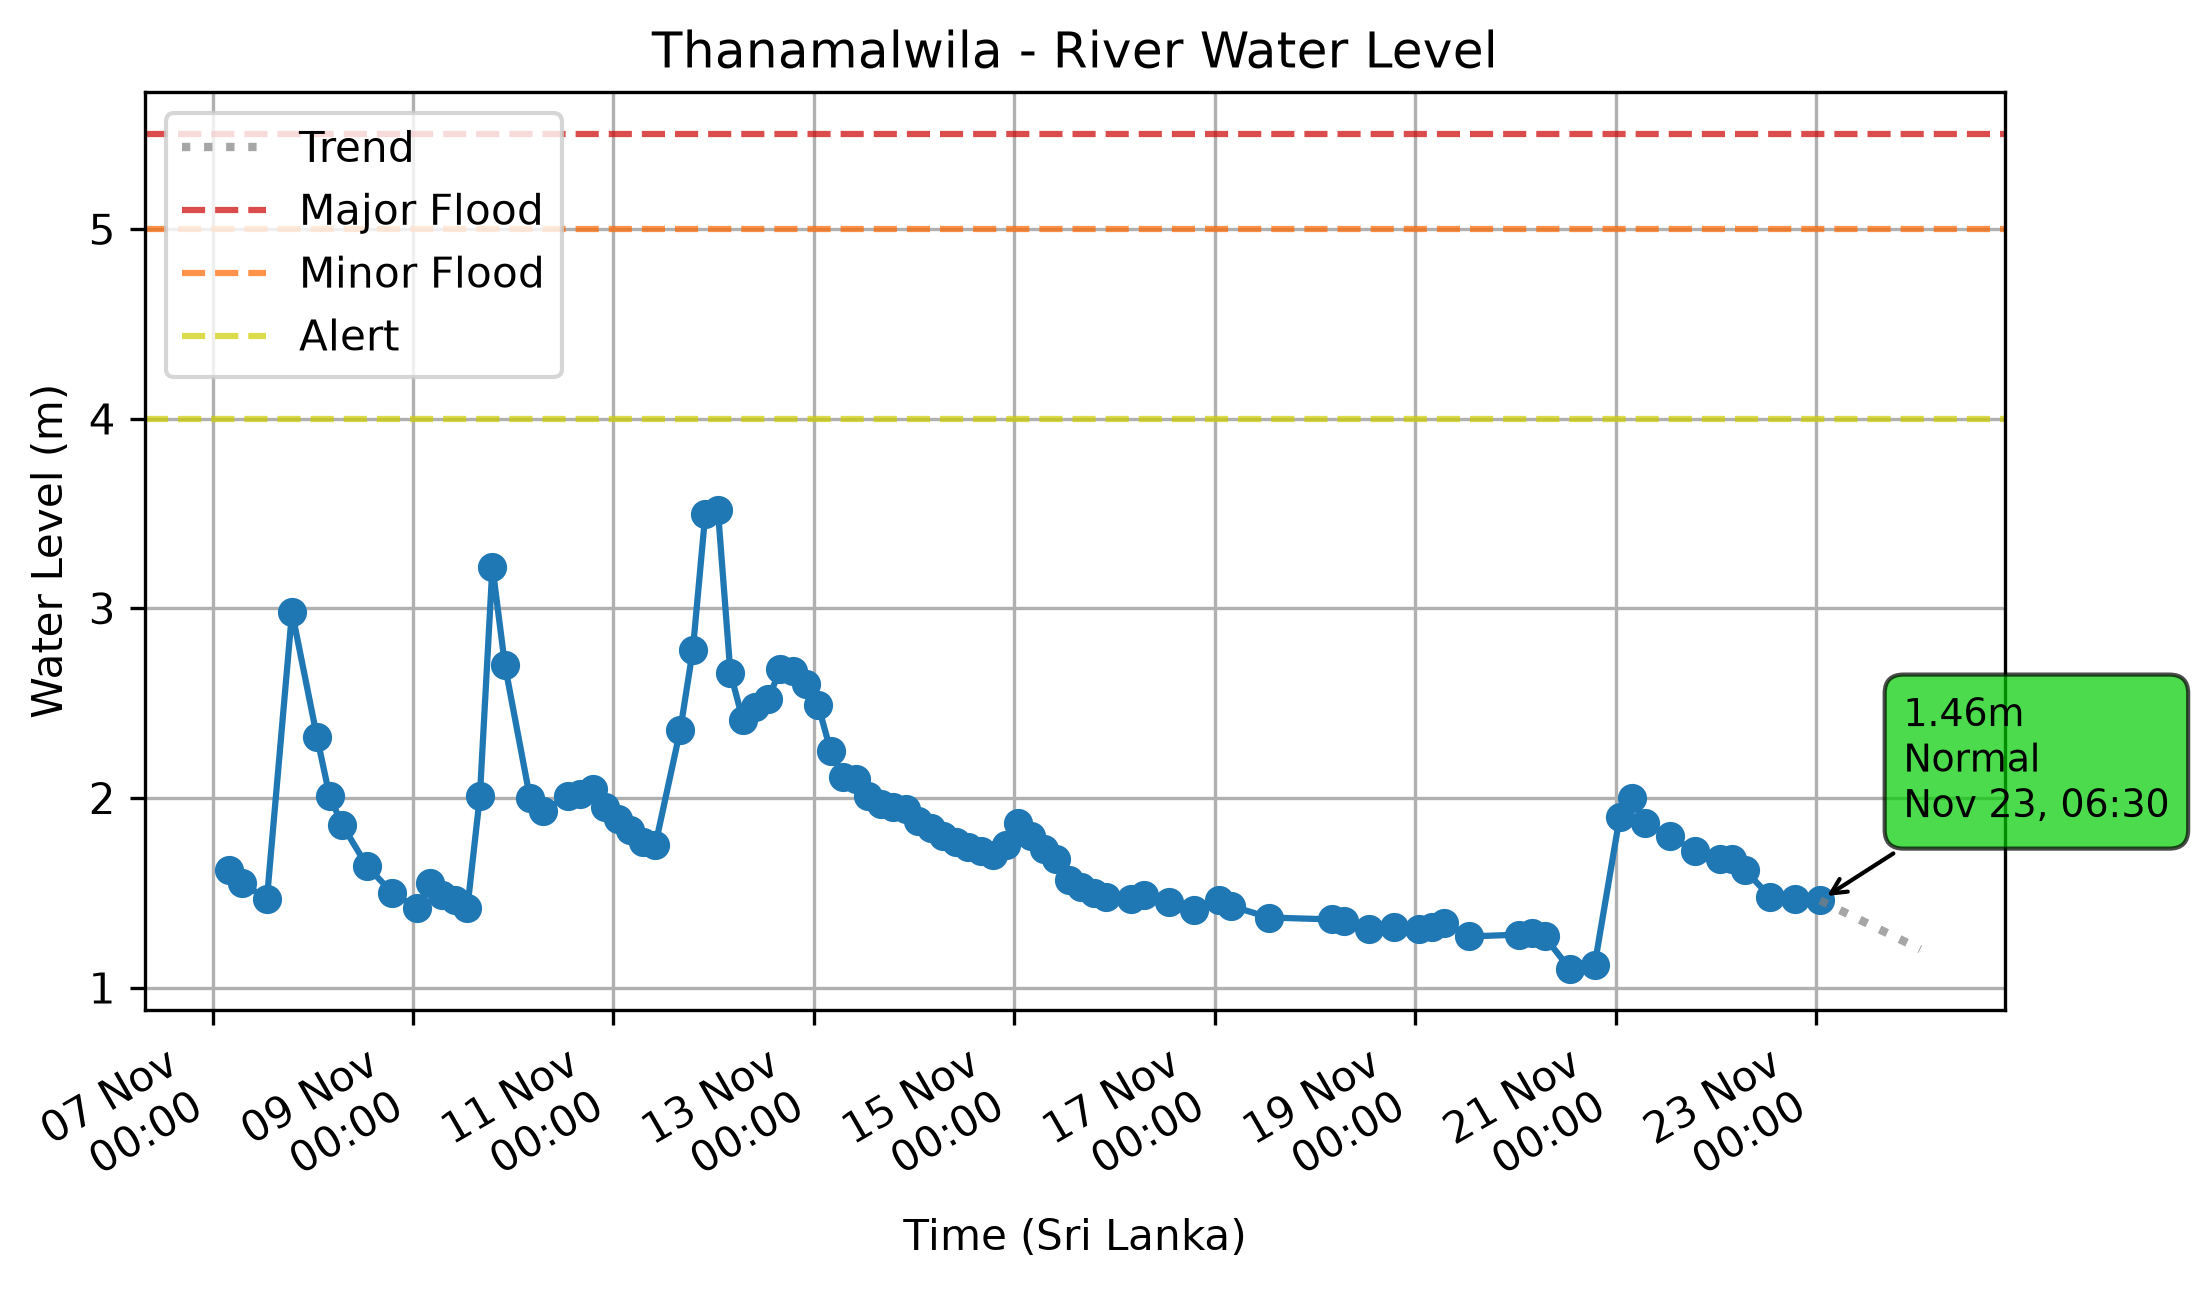 Thanamalwila - River Water Level
Trend
Major Flood
Minor Flood
Alert
5
4
3
2
1
Water Level (m)
1.46m
Normal
Nov 23, 06:30
07 Nov
00:00
09 Nov
00:00
11 Nov
00:00
13 Nov
00:00
15 Nov
00:00
17 Nov
00:00
19 Nov
00:00
21 Nov
00:00
23 Nov
00:00
Time (Sri Lanka)